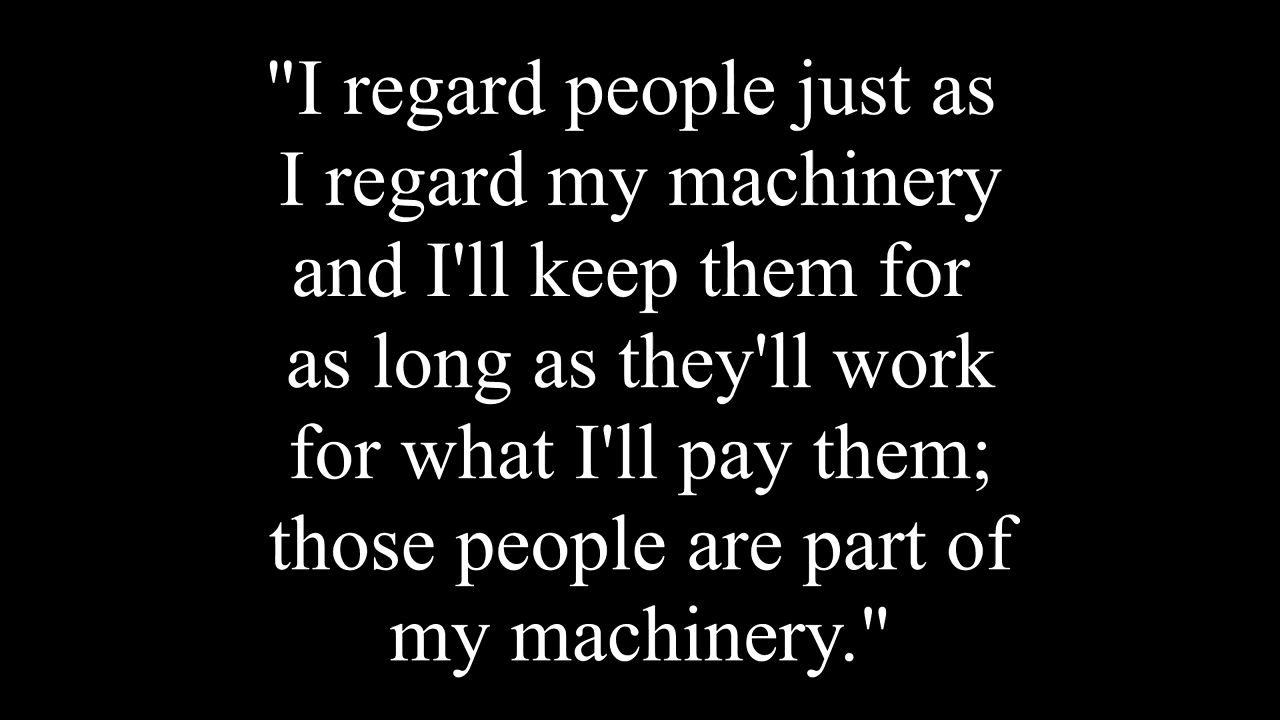 "I regard people just as
I regard my machinery
and I'll keep them for
as long as they'll work
for what I'll pay them;
those people are part of
my machinery."